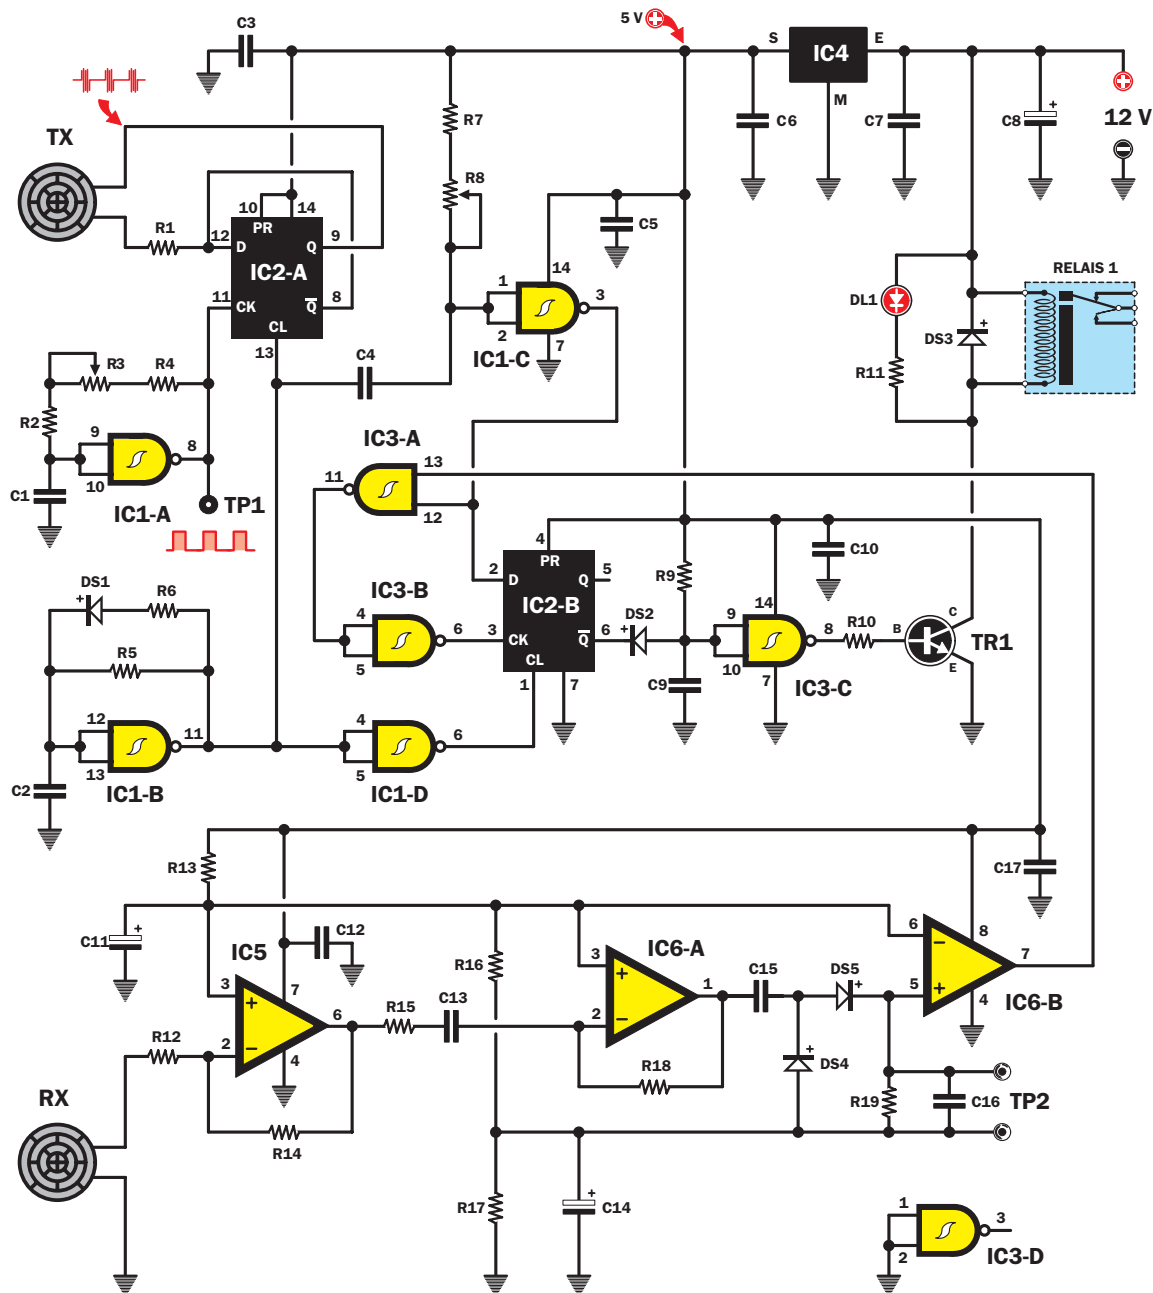 5 V
C3
S
IC4
E
M
C6
C7
C8
+
12 V
TX
R7
R8
C5
R1
10
14
PR
12
D
Q
9
IC2-A
11
CK
Q
8
CL
13
C4
1
2
14
3
7
IC1-C
RELAIS 1
DL1
DS3
+
R11
R3
R4
R2
9
10
8
C1
IC1-A
TP1
IC3-A
11
13
12
DS1
+
R6
R5
12
13
11
C2
IC1-B
IC3-B
4
5
6
4
PR
2
D
Q
5
IC2-B
3
CK
Q
6
CL
1
7
DS2
+
R9
C9
C10
9
10
14
8
7
IC3-C
R10
B
C
E
TR1
4
5
6
IC1-D
R13
C17
C11
+
IC5
C12
3
+
2
−
7
6
4
R12
R14
R15
C13
R16
IC6-A
3
+
2
−
1
R18
C15
DS5
+
DS4
+
6
−
5
+
8
7
4
IC6-B
R19
C16
TP2
RX
R17
C14
+
1
2
3
IC3-D